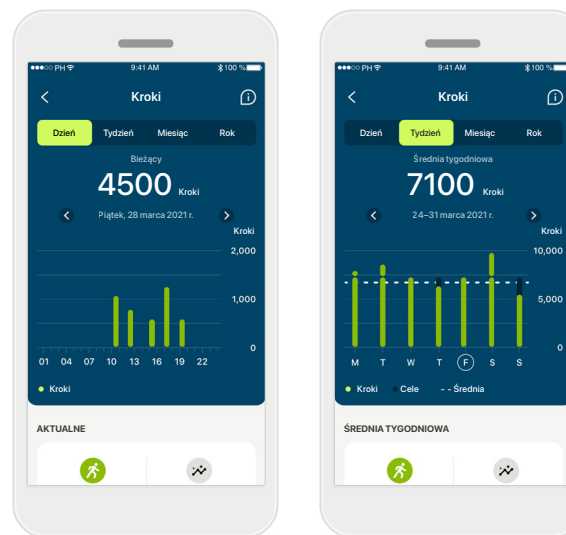 ●●●○○ PH 9:41 AM 100 %
Kroki
Dzień Tydzień Miesiąc Rok
Bieżący
4500 Kroki
Piątek, 28 marca 2021 r.
Kroki
2,000
1,000
0
01 04 07 10 13 16 19 22
Kroki
AKTUALNE
●●●○○ PH 9:41 AM 100 %
Kroki
Dzień Tydzień Miesiąc Rok
Średnia tygodniowa
7100 Kroki
24–31 marca 2021 r.
Kroki
10,000
5,000
0
M T W T F S S
Kroki Cele - - Średnia
ŚREDNIA TYGODNIOWA